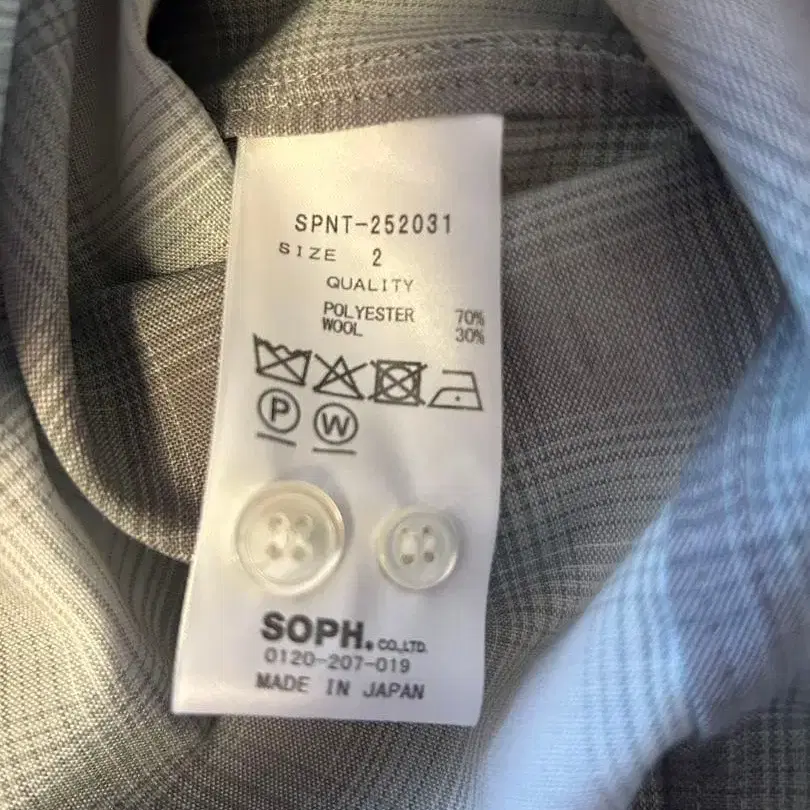 SPNT-252031
SIZE 2
QUALITY
POLYESTER 70%
WOOL 30%
P W
SOPH. CO.,LTD.
0120-207-019
MADE IN JAPAN